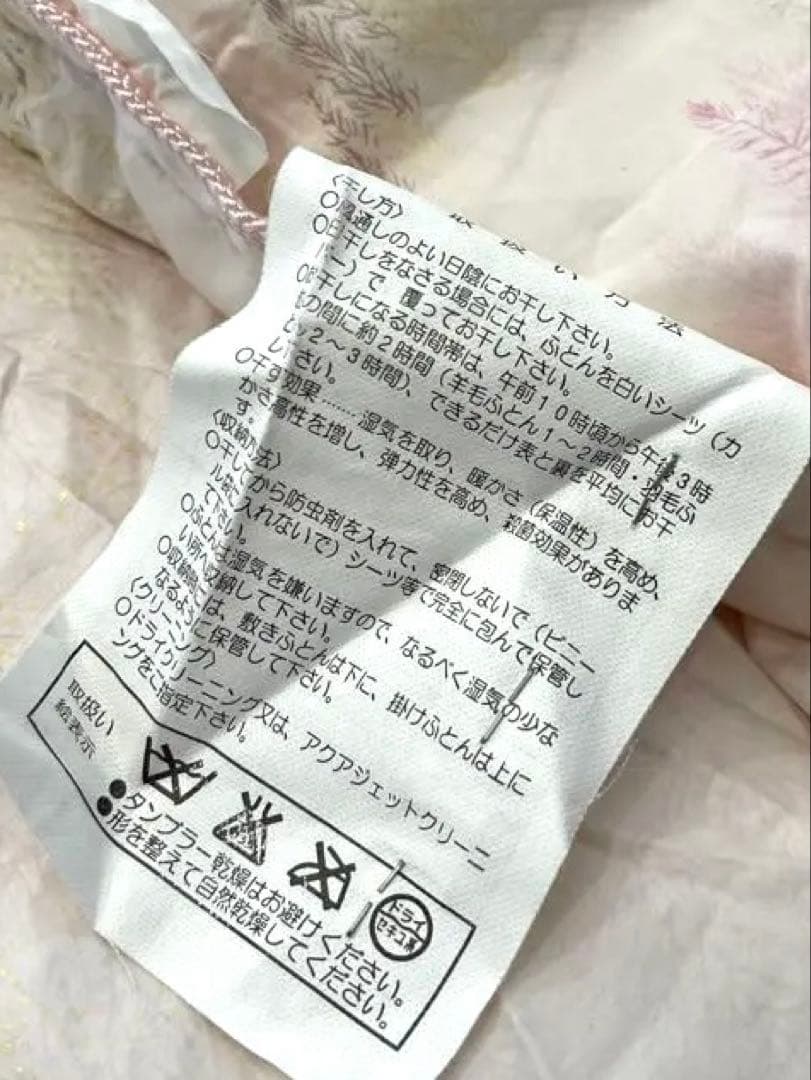 取扱い方法
〈干し方〉
○風通しのよい日陰にお干し下さい。
○日干しをなさる場合には、ふとんを白いシーツ（カ
バー）で 覆ってお干し下さい。
干しになる時間帯は、午前10時頃から午後3時
の間に約2時間（羊毛ふとん1〜2時間・羽毛ふ
2〜3時間）、できるだけ表と裏を平均にお干
し下さい。
○干す効果……湿気を取り、暖かさ（保温性）を高め、
かさ高性を増し、弾力性を高め、殺菌効果がありま
す。
〈収納方法〉
○干してから防虫剤を入れて、密閉しないで（ビニー
ル袋に入れないで）シーツ等で完全に包んで保管し
て下さい。
○ふとんは湿気を嫌いますので、なるべく湿気の少な
い所へ収納して下さい。
○収納時は、敷きふとんは下に、掛けふとんは上に
なるように保管して下さい。
〈クリーニング〉
○ドライクリーニング又は、アクアジェットクリーニ
ングをご指定下さい。
取扱い
絵表示
ドライ
セキユ系
●タンブラー乾燥はお避けください。
●形を整えて自然乾燥してください。